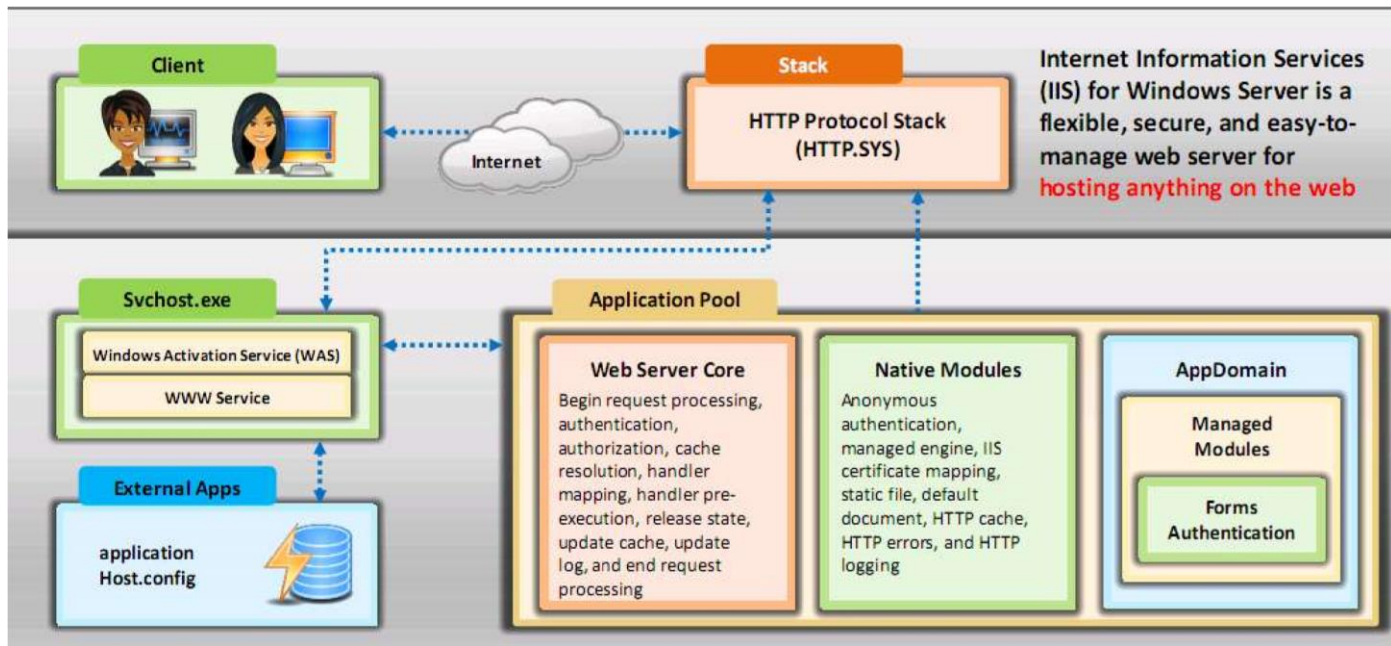 Client
Internet
Stack
HTTP Protocol Stack
(HTTP.SYS)
Internet Information Services
(IIS) for Windows Server is a
flexible, secure, and easy-to-
manage web server for
hosting anything on the web
Svchost.exe
Windows Activation Service (WAS)
WWW Service
External Apps
application
Host.config
Application Pool
Web Server Core
Begin request processing,
authentication,
authorization, cache
resolution, handler
mapping, handler pre-
execution, release state,
update cache, update
log, and end request
processing
Native Modules
Anonymous
authentication,
managed engine, IIS
certificate mapping,
static file, default
document, HTTP cache,
HTTP errors, and HTTP
logging
AppDomain
Managed
Modules
Forms
Authentication